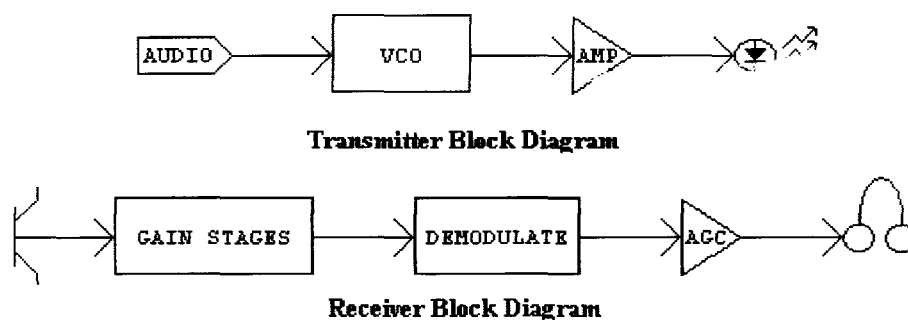 AUDIO VCO AMP
Transmitter Block Diagram
GAIN STAGES DEMODULATE AGC
Receiver Block Diagram